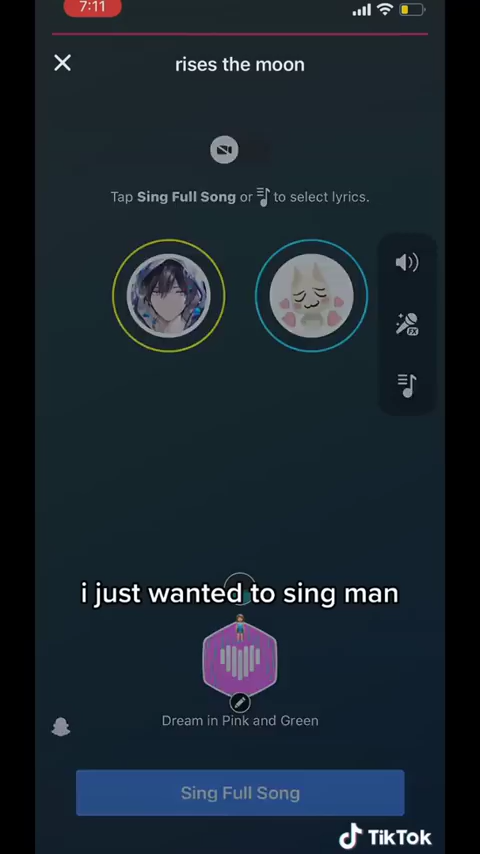 7:11
rises the moon
Tap Sing Full Song or to select lyrics.
FX
i just wanted to sing man
Dream in Pink and Green
Sing Full Song
TikTok